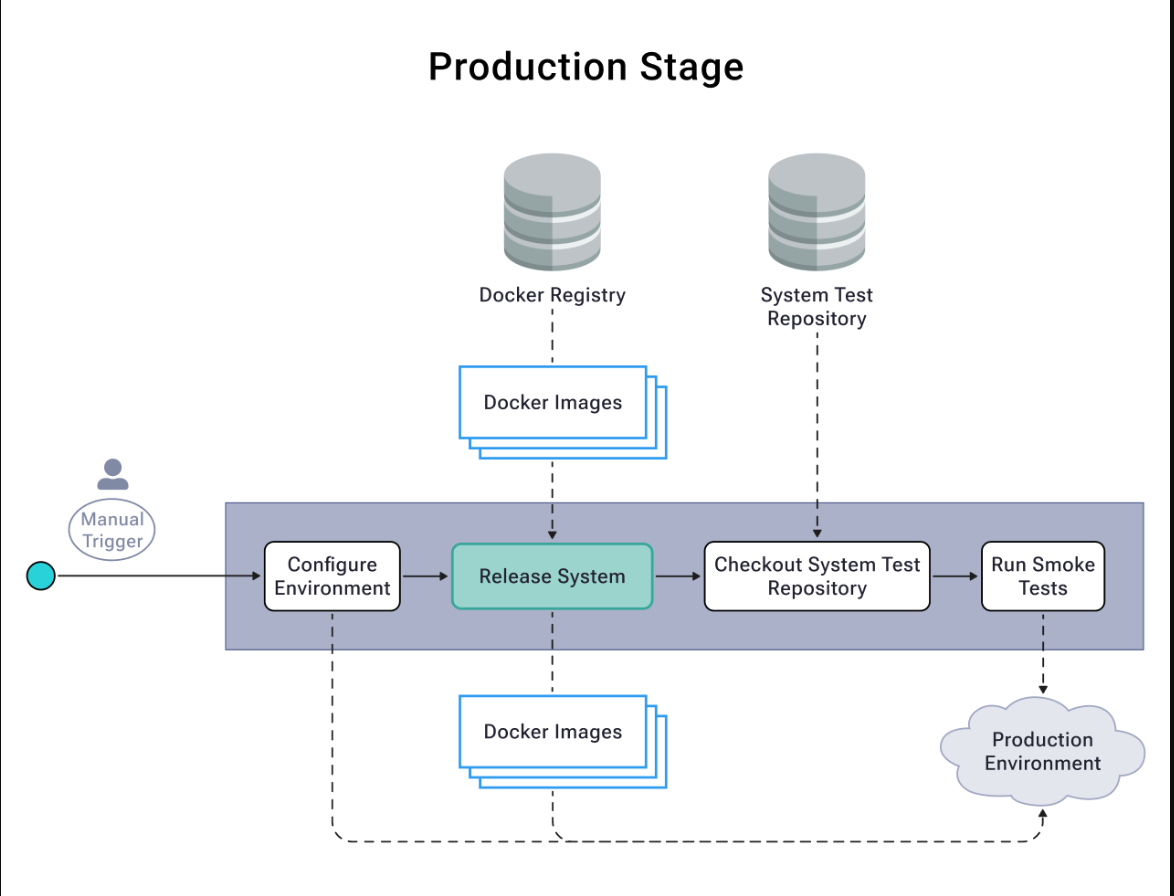 Production Stage
Docker Registry
System Test
Repository
Docker Images
Manual
Trigger
Configure
Environment
Release System
Checkout System Test
Repository
Run Smoke
Tests
Docker Images
Production
Environment